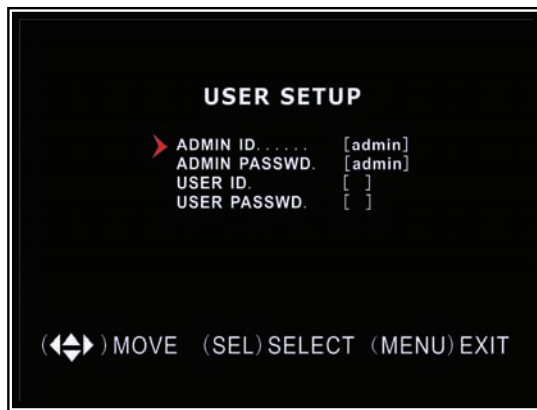 USER SETUP
ADMIN ID...... [admin]
ADMIN PASSWD. [admin]
USER ID. [ ]
USER PASSWD. [ ]
( ) MOVE (SEL) SELECT (MENU) EXIT